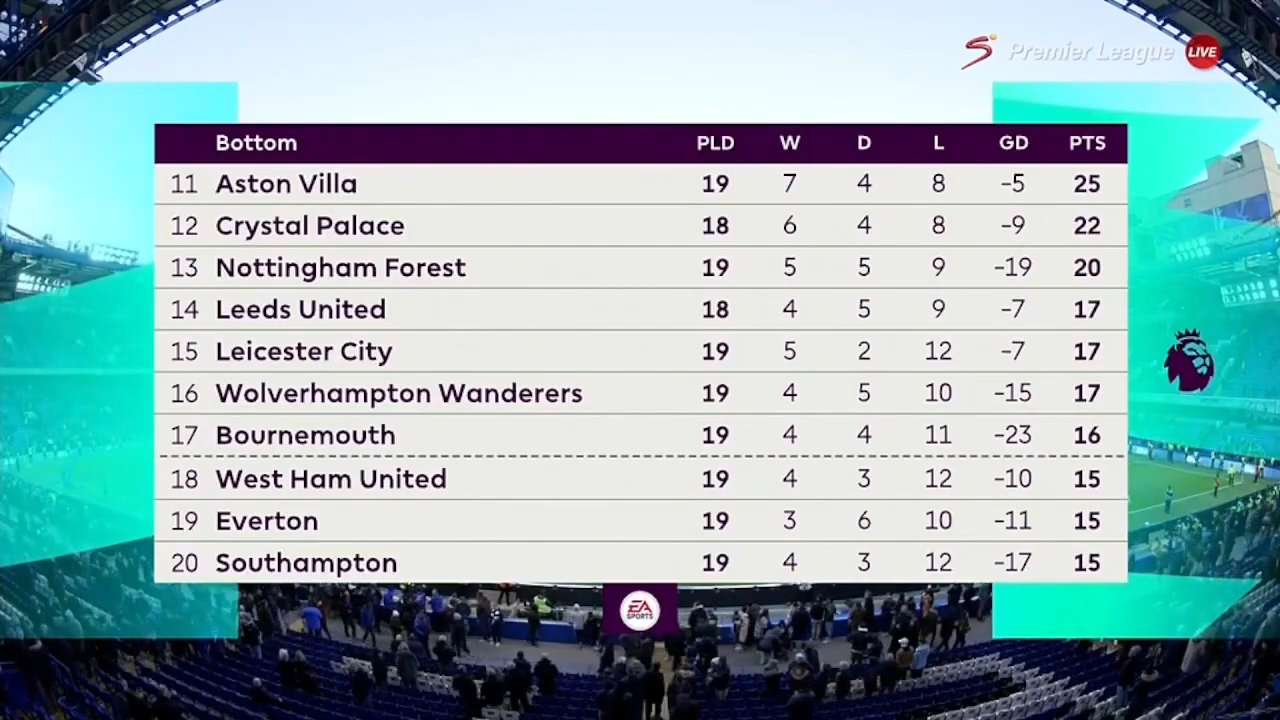 Premier League LIVE
Bottom PLD W D L GD PTS
11 Aston Villa 19 7 4 8 -5 25
12 Crystal Palace 18 6 4 8 -9 22
13 Nottingham Forest 19 5 5 9 -19 20
14 Leeds United 18 4 5 9 -7 17
15 Leicester City 19 5 2 12 -7 17
16 Wolverhampton Wanderers 19 4 5 10 -15 17
17 Bournemouth 19 4 4 11 -23 16
18 West Ham United 19 4 3 12 -10 15
19 Everton 19 3 6 10 -11 15
20 Southampton 19 4 3 12 -17 15
EA
SPORTS